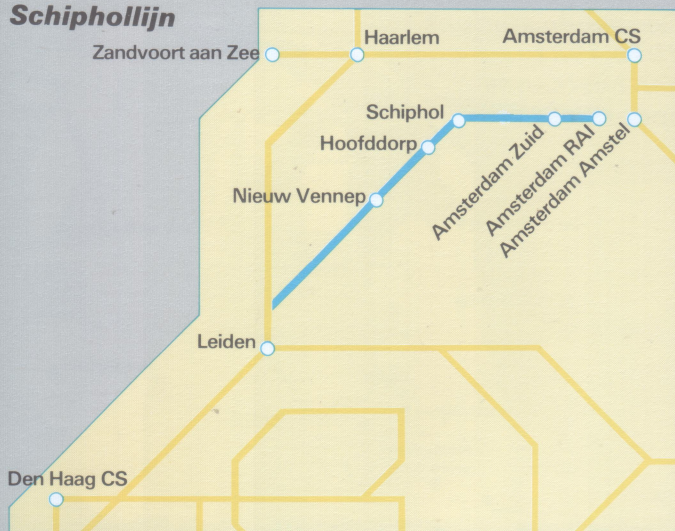 Schiphollijn
Haarlem
Amsterdam CS
Zandvoort aan Zee
Schiphol
Hoofddorp
Amsterdam Zuid
Amsterdam RAI
Amsterdam Amstel
Nieuw Vennep
Leiden
Den Haag CS